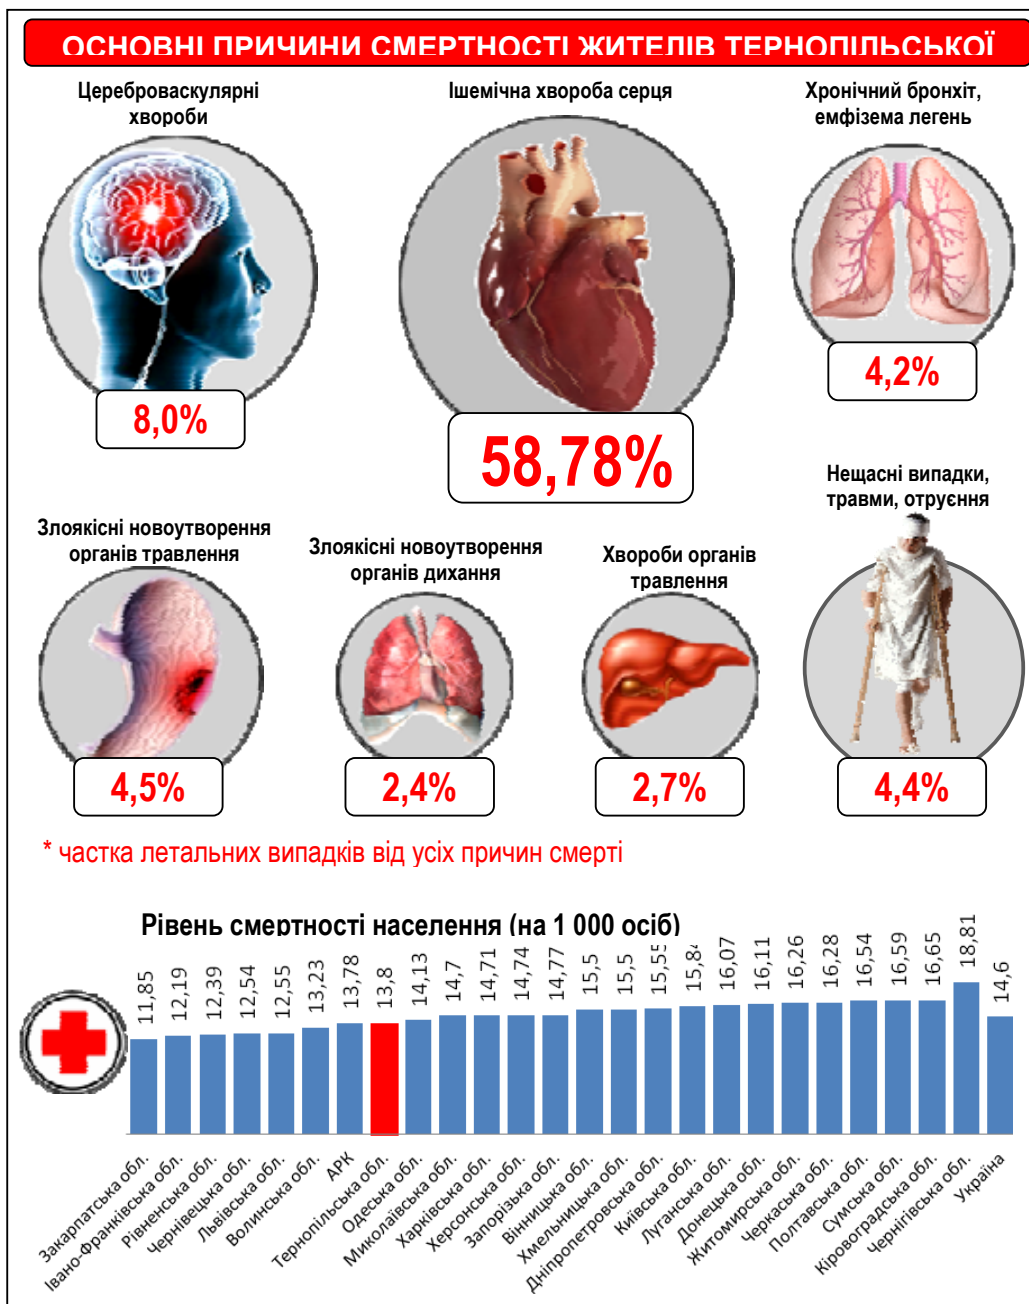 ОСНОВНІ ПРИЧИНИ СМЕРТНОСТІ ЖИТЕЛІВ ТЕРНОПІЛЬСЬКОЇ
Цереброваскулярні
хвороби
8,0%
Ішемічна хвороба серця
58,78%
Хронічний бронхіт,
емфізема легень
4,2%
Злоякісні новоутворення
органів травлення
4,5%
Злоякісні новоутворення
органів дихання
2,4%
Хвороби органів
травлення
2,7%
Нещасні випадки,
травми, отруєння
4,4%
* частка летальних випадків від усіх причин смерті
Рівень смертності населення (на 1 000 осіб)
11,85
12,19
12,39
12,54
12,55
13,23
13,78
13,8
14,13
14,7
14,71
14,74
14,77
15,5
15,5
15,55
15,84
16,07
16,11
16,26
16,28
16,54
16,59
16,65
18,81
14,6
Закарпатська обл.
Івано-Франківська обл.
Рівненська обл.
Чернівецька обл.
Львівська обл.
Волинська обл.
АРК
Тернопільська обл.
Одеська обл.
Миколаївська обл.
Харківська обл.
Херсонська обл.
Запорізька обл.
Вінницька обл.
Хмельницька обл.
Дніпропетровська обл.
Київська обл.
Луганська обл.
Донецька обл.
Житомирська обл.
Черкаська обл.
Полтавська обл.
Сумська обл.
Кіровоградська обл.
Чернігівська обл.
Україна